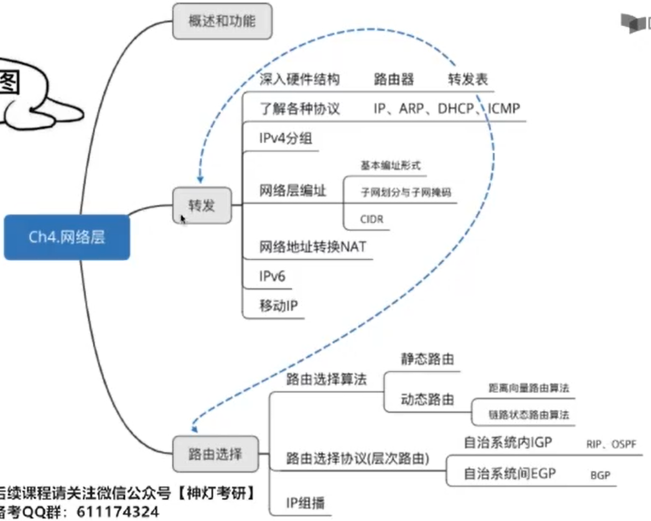 概述和功能
图
深入硬件结构 路由器 转发表
了解各种协议 IP、ARP、DHCP、ICMP
IPv4分组
基本编址形式
网络层编址
子网划分与子网掩码
CIDR
转发
Ch4.网络层
网络地址转换NAT
IPv6
移动IP
静态路由
路由选择算法
动态路由
距离向量路由算法
链路状态路由算法
自治系统内IGP RIP、OSPF
路由选择
路由选择协议(层次路由)
自治系统间EGP BGP
IP组播
后续课程请关注微信公众号【神灯考研】
备考QQ群：611174324